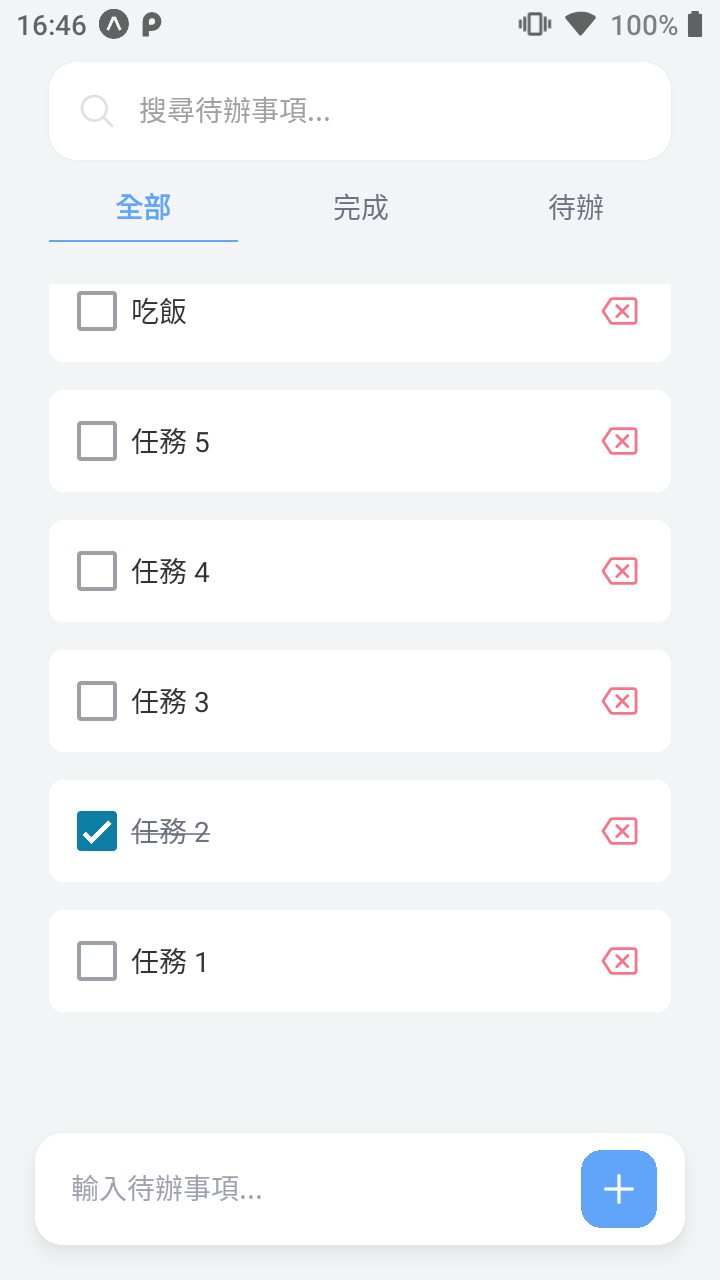 16:46 100%
搜尋待辦事項...
全部 完成 待辦
吃飯
任務 5
任務 4
任務 3
任務 2
任務 1
輸入待辦事項...